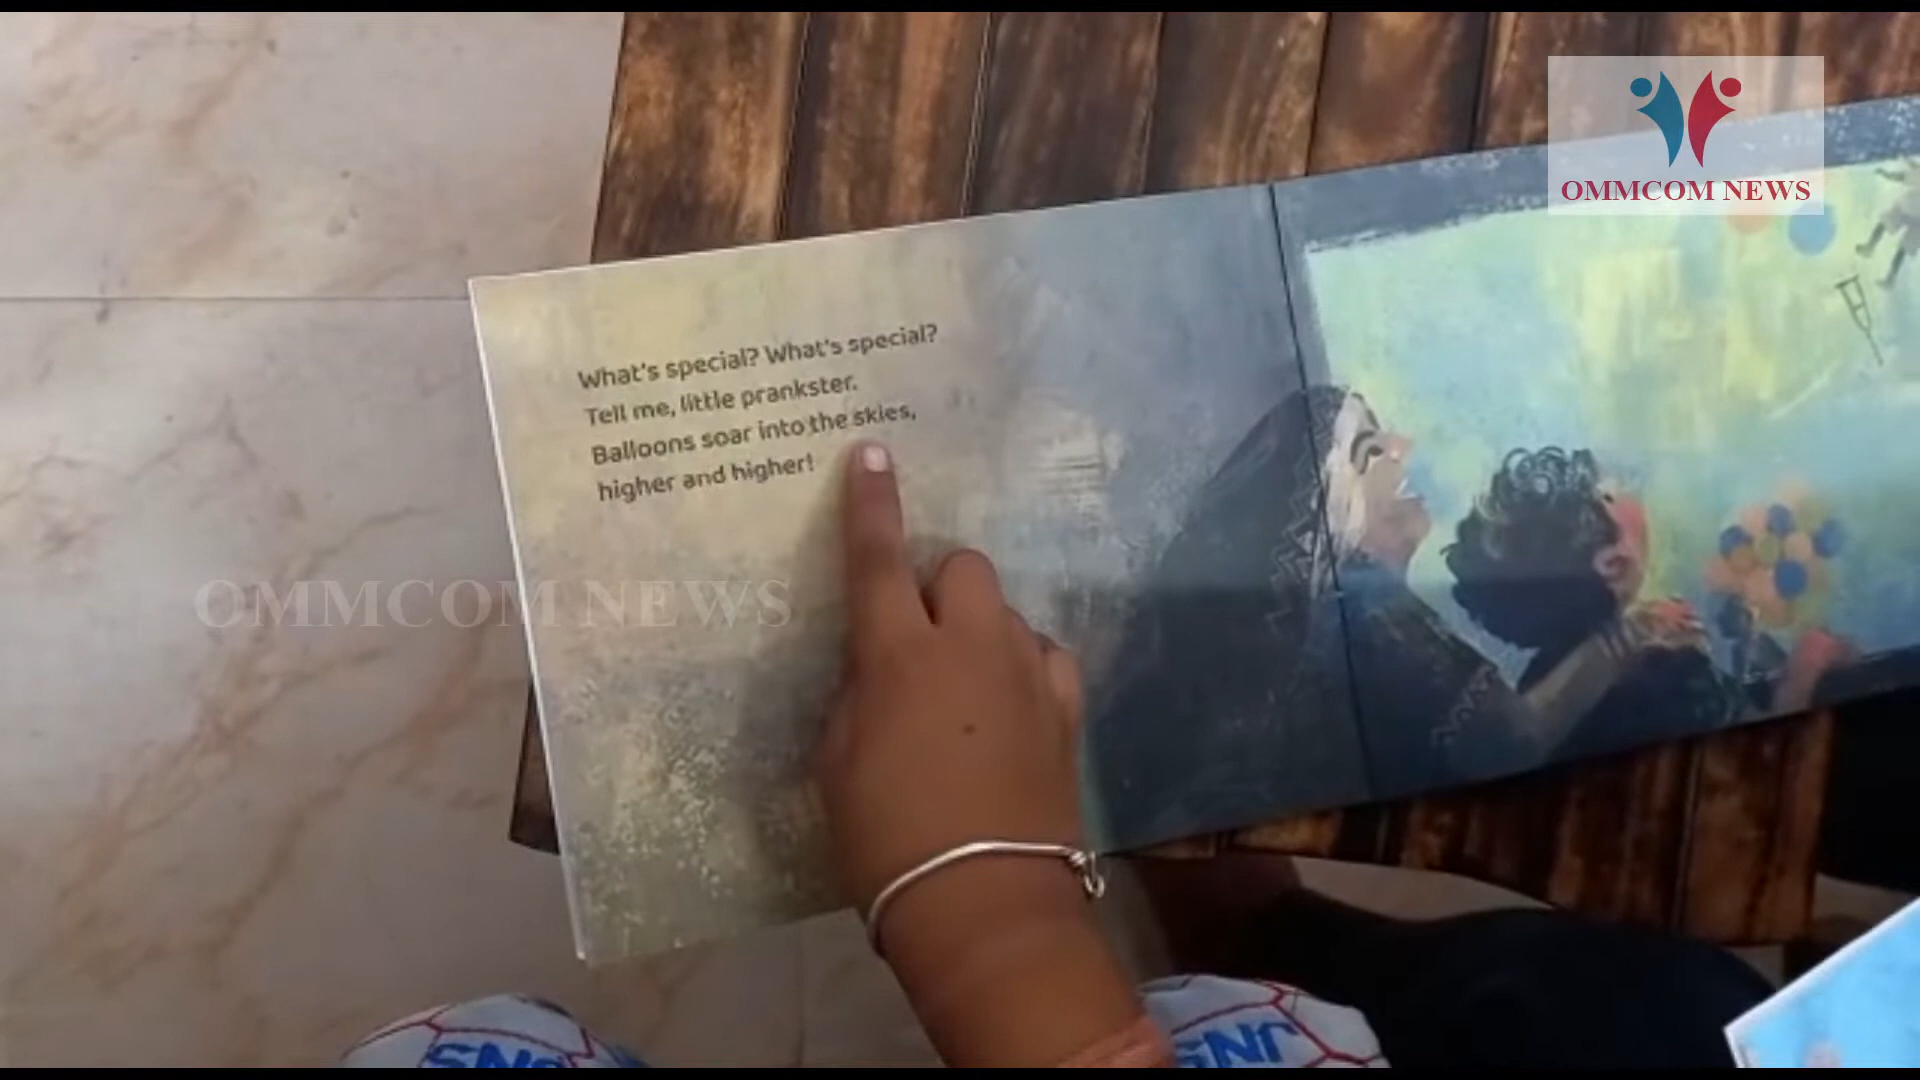 OMMCOM NEWS
What's special? What's special?
Tell me, little prankster.
Balloons soar into the skies,
higher and higher!
OMMCOM NEWS